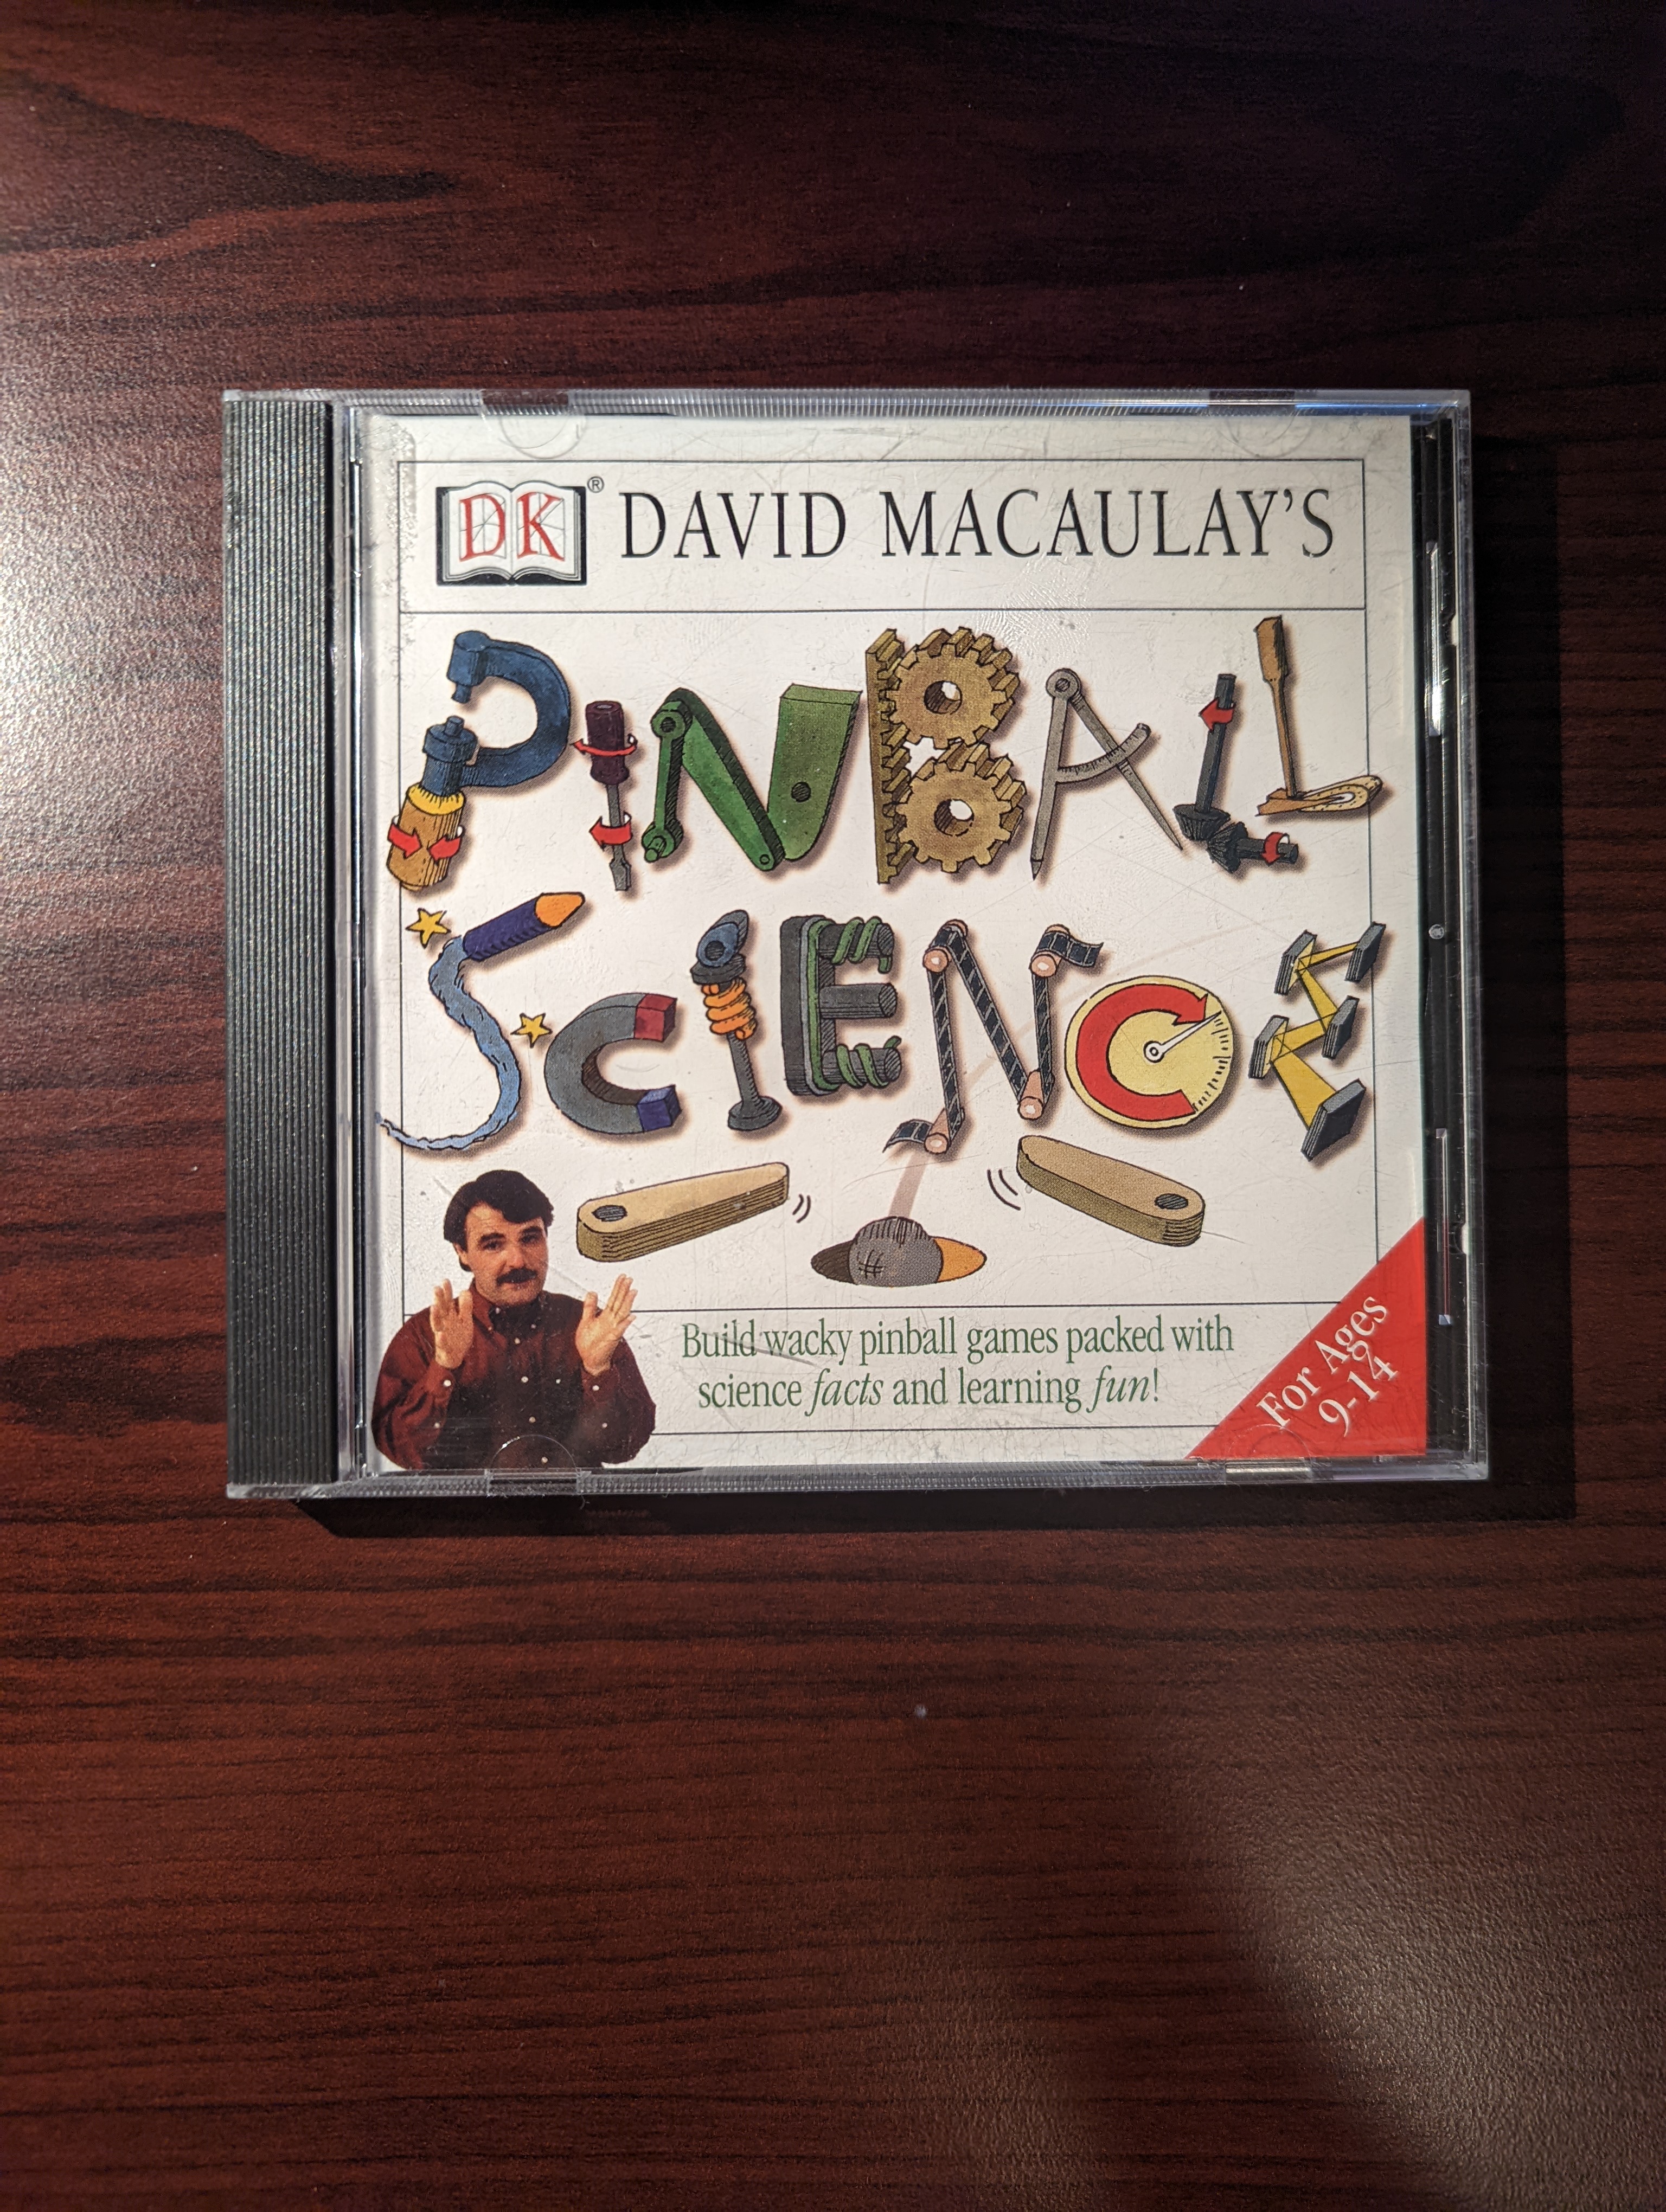 DK® DAVID MACAULAY'S
PiNBALL
ScIENCE
Build wacky pinball games packed with
science facts and learning fun!
For Ages
9-14